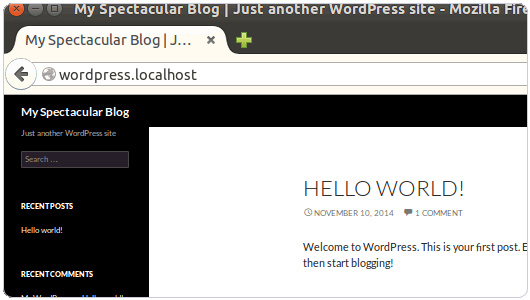 My Spectacular Blog | Just another WordPress site - Mozilla Fire
My Spectacular Blog | J...
wordpress.localhost
My Spectacular Blog
Just another WordPress site
Search ...
RECENT POSTS
Hello world!
RECENT COMMENTS
HELLO WORLD!
NOVEMBER 10, 2014 1 COMMENT
Welcome to WordPress. This is your first post. E
then start blogging!